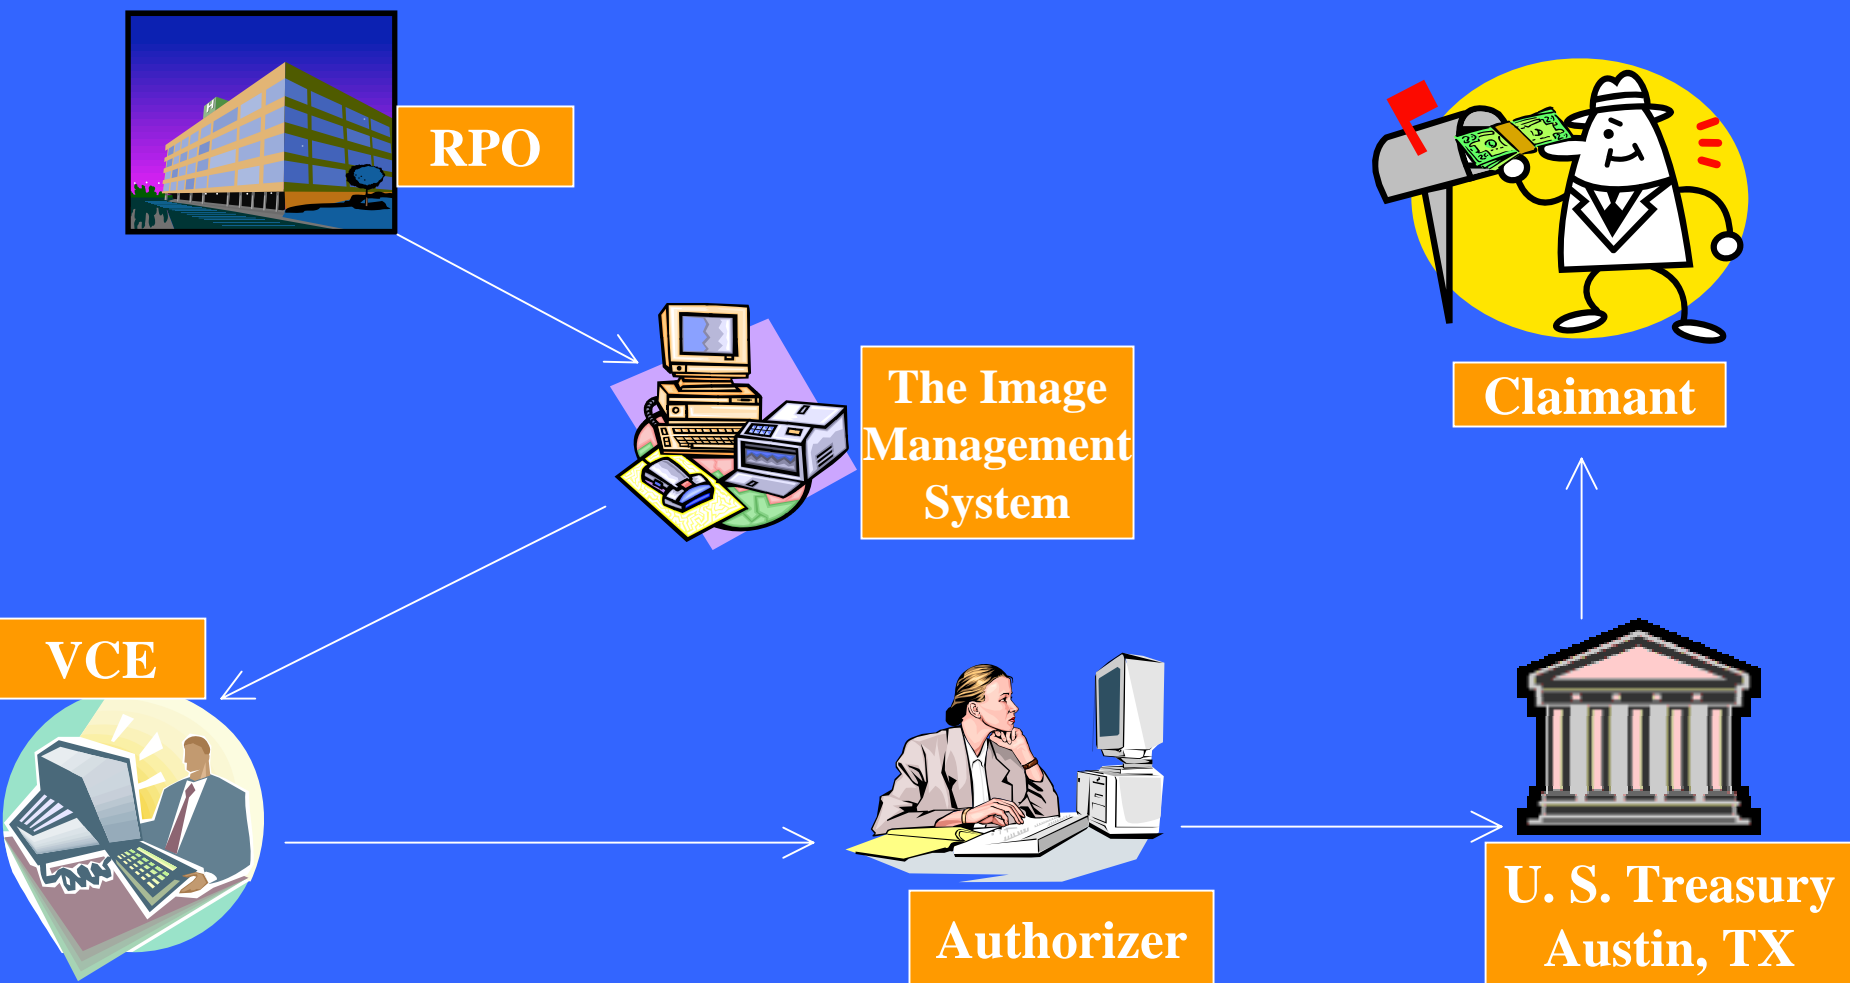 RPO
The Image
Management
System
Claimant
VCE
Authorizer
U. S. Treasury
Austin, TX